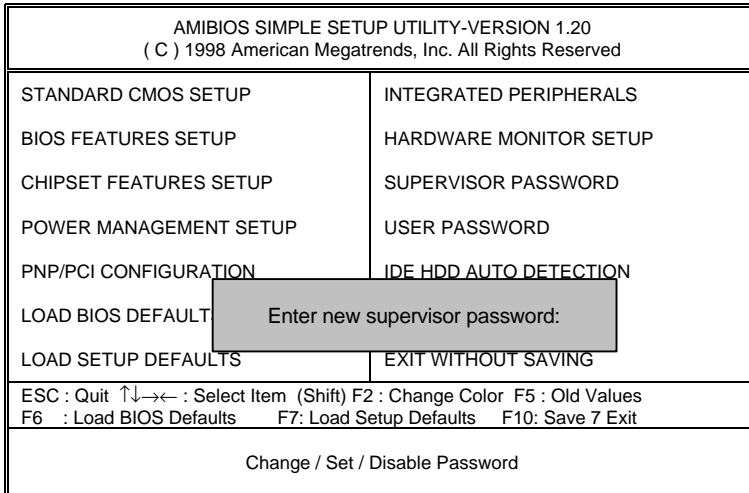 AMIBIOS SIMPLE SETUP UTILITY-VERSION 1.20
( C ) 1998 American Megatrends, Inc. All Rights Reserved
STANDARD CMOS SETUP
BIOS FEATURES SETUP
CHIPSET FEATURES SETUP
POWER MANAGEMENT SETUP
PNP/PCI CONFIGURATION
LOAD BIOS DEFAULT
LOAD SETUP DEFAULTS
INTEGRATED PERIPHERALS
HARDWARE MONITOR SETUP
SUPERVISOR PASSWORD
USER PASSWORD
IDE HDD AUTO DETECTION
EXIT WITHOUT SAVING
Enter new supervisor password:
ESC : Quit ↑↓→← : Select Item (Shift) F2 : Change Color F5 : Old Values
F6 : Load BIOS Defaults F7: Load Setup Defaults F10: Save 7 Exit
Change / Set / Disable Password